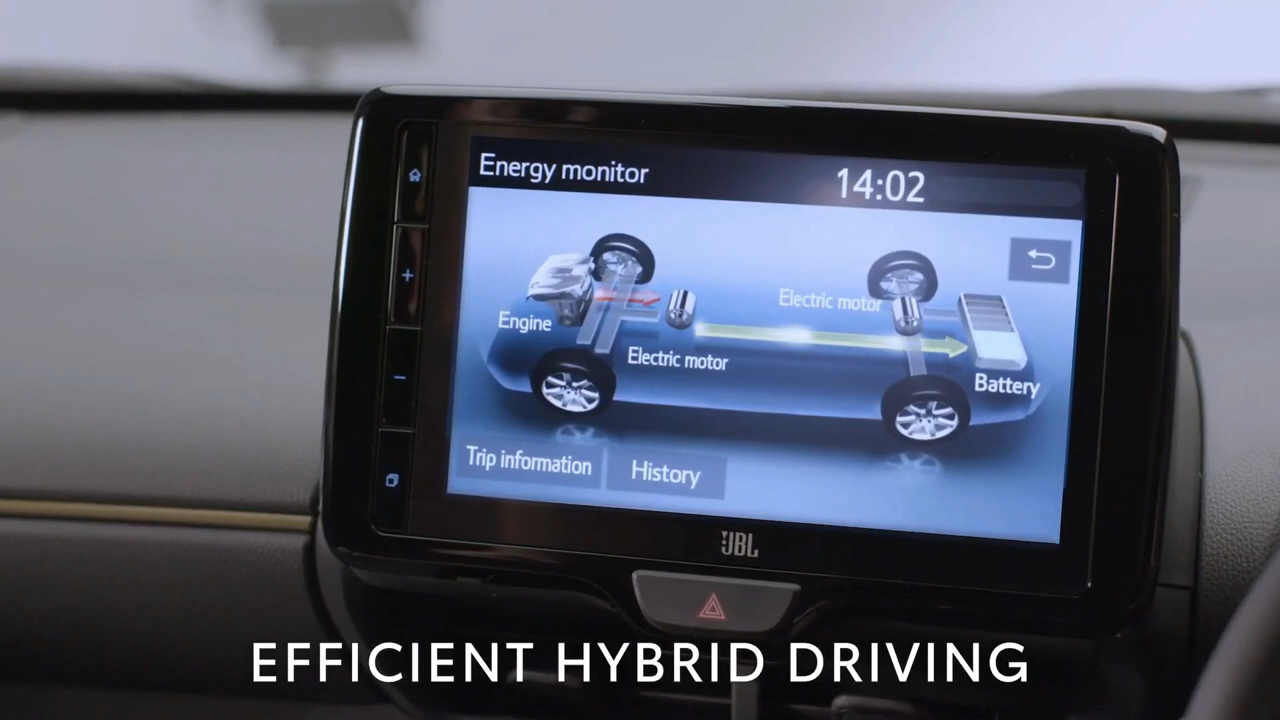 Energy monitor
14:02
Electric motor
Engine
Electric motor
Battery
Trip information
History
JBL
EFFICIENT HYBRID DRIVING